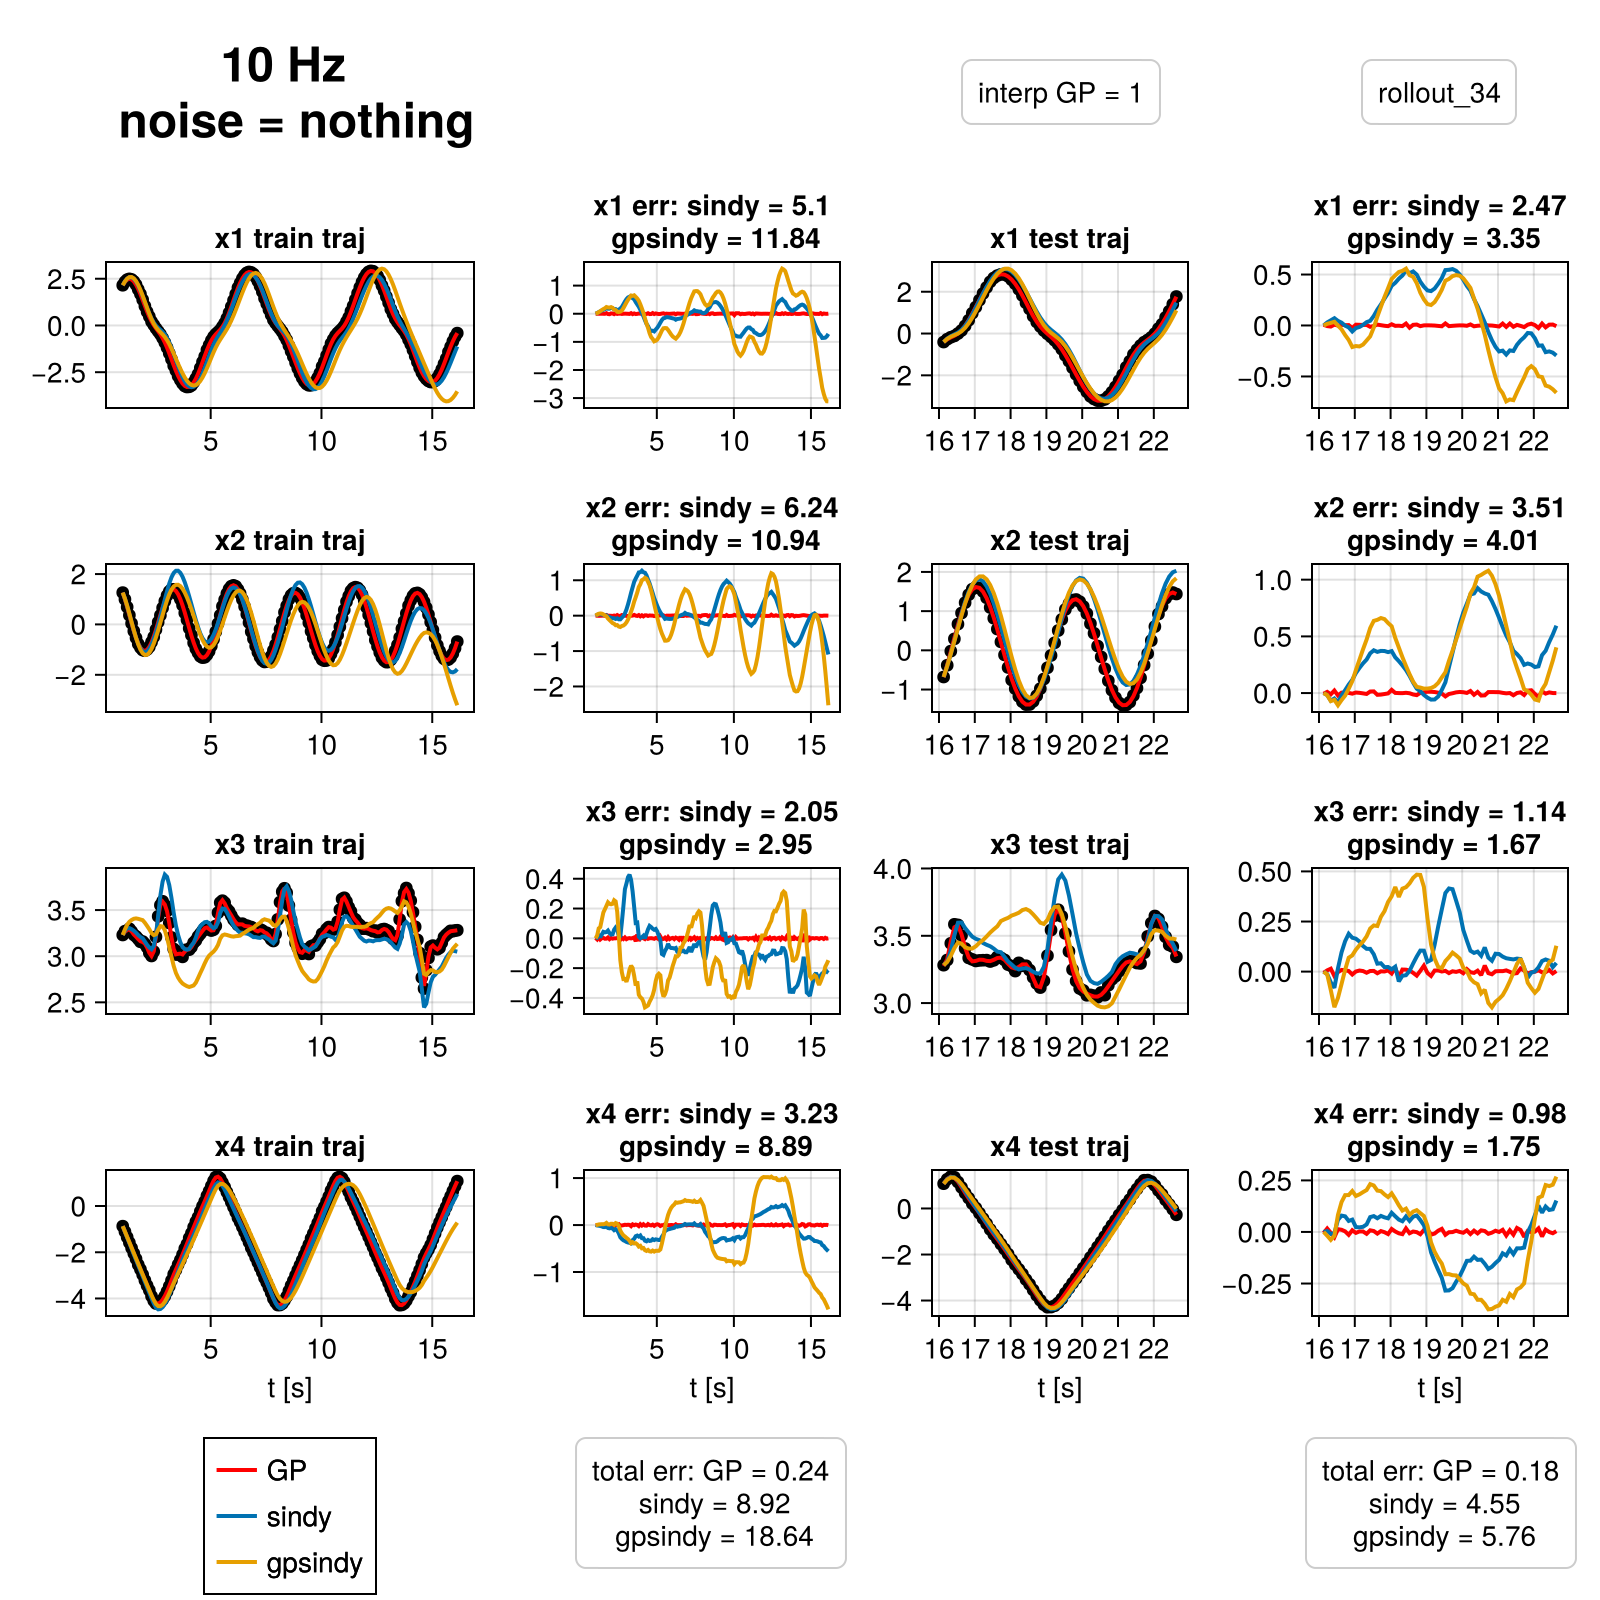 10 Hz
noise = nothing
interp GP = 1
rollout_34
x1 train traj
2.5
0.0
−2.5
5
10
15
x1 err: sindy = 5.1
gpsindy = 11.84
1
0
−1
−2
−3
5
10
15
x1 test traj
2
0
−2
16 17 18 19 20 21 22
x1 err: sindy = 2.47
gpsindy = 3.35
0.5
0.0
−0.5
16 17 18 19 20 21 22
x2 train traj
2
0
−2
5
10
15
x2 err: sindy = 6.24
gpsindy = 10.94
1
0
−1
−2
5
10
15
x2 test traj
2
1
0
−1
16 17 18 19 20 21 22
x2 err: sindy = 3.51
gpsindy = 4.01
1.0
0.5
0.0
16 17 18 19 20 21 22
x3 train traj
3.5
3.0
2.5
5
10
15
x3 err: sindy = 2.05
gpsindy = 2.95
0.4
0.2
0.0
−0.2
−0.4
5
10
15
x3 test traj
4.0
3.5
3.0
16 17 18 19 20 21 22
x3 err: sindy = 1.14
gpsindy = 1.67
0.50
0.25
0.00
16 17 18 19 20 21 22
x4 train traj
0
−2
−4
5
10
15
t [s]
x4 err: sindy = 3.23
gpsindy = 8.89
1
0
−1
5
10
15
t [s]
x4 test traj
0
−2
−4
16 17 18 19 20 21 22
t [s]
x4 err: sindy = 0.98
gpsindy = 1.75
0.25
0.00
−0.25
16 17 18 19 20 21 22
t [s]
GP
sindy
gpsindy
total err: GP = 0.24
sindy = 8.92
gpsindy = 18.64
total err: GP = 0.18
sindy = 4.55
gpsindy = 5.76